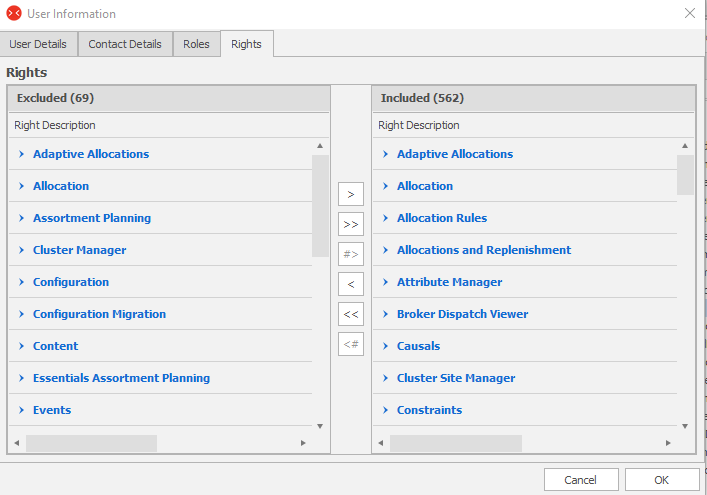 User Information
User Details
Contact Details
Roles
Rights
Rights
Excluded (69)
Right Description
Adaptive Allocations
Allocation
Assortment Planning
Cluster Manager
Configuration
Configuration Migration
Content
Essentials Assortment Planning
Events
>
>>
#>
<
<<
<#
Included (562)
Right Description
Adaptive Allocations
Allocation
Allocation Rules
Allocations and Replenishment
Attribute Manager
Broker Dispatch Viewer
Causals
Cluster Site Manager
Constraints
Cancel
OK